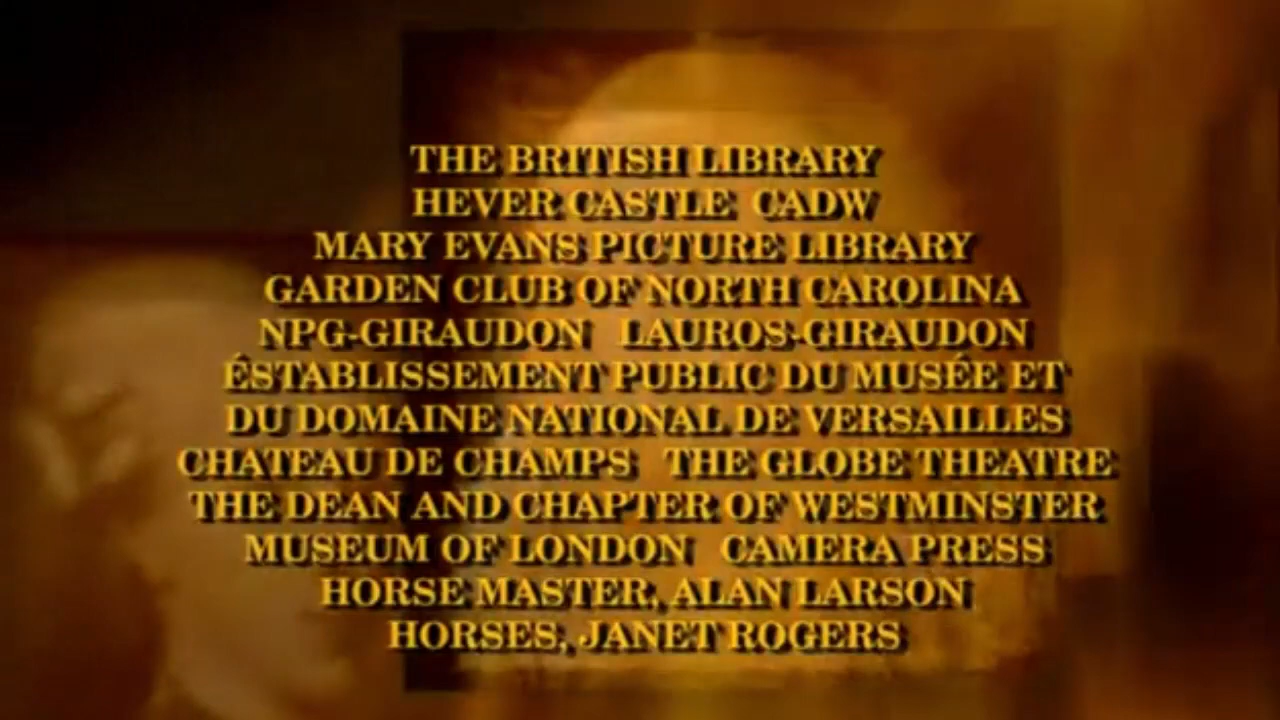 THE BRITISH LIBRARY
HEVER CASTLE CADW
MARY EVANS PICTURE LIBRARY
GARDEN CLUB OF NORTH CAROLINA
NPG-GIRAUDON LAUROS-GIRAUDON
ÉSTABLISSEMENT PUBLIC DU MUSÉE ET
DU DOMAINE NATIONAL DE VERSAILLES
CHATEAU DE CHAMPS THE GLOBE THEATRE
THE DEAN AND CHAPTER OF WESTMINSTER
MUSEUM OF LONDON CAMERA PRESS
HORSE MASTER, ALAN LARSON
HORSES, JANET ROGERS